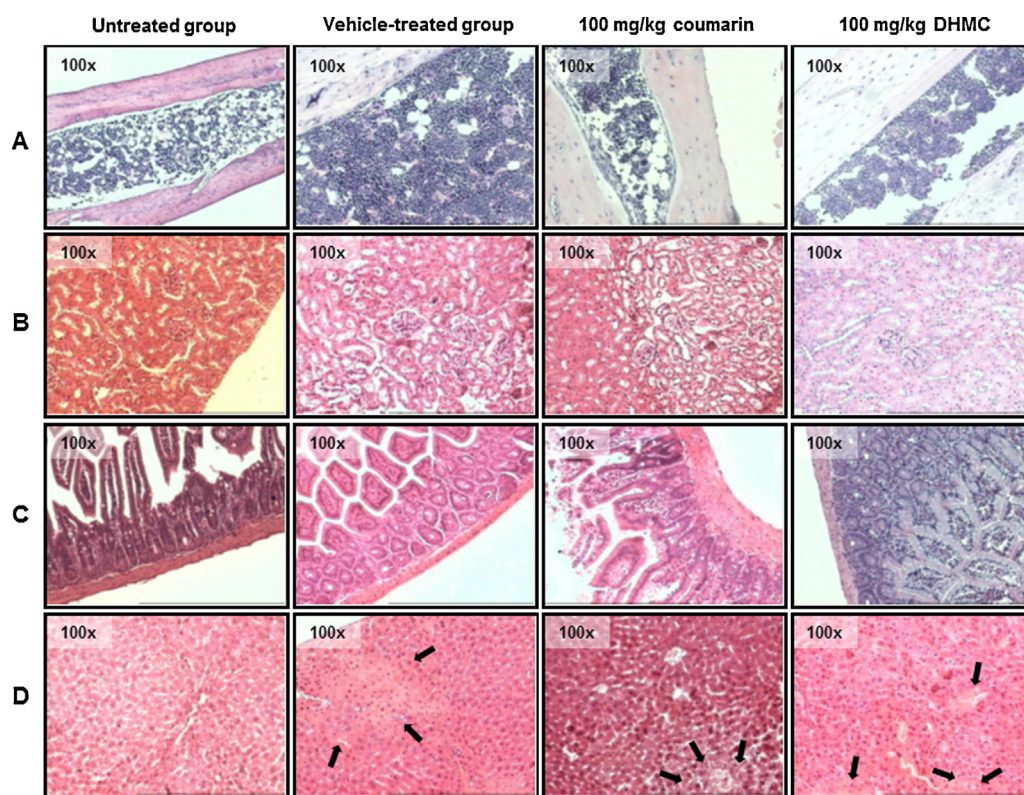 Untreated group Vehicle-treated group 100 mg/kg coumarin 100 mg/kg DHMC
A 100x 100x 100x 100x
B 100x 100x 100x 100x
C 100x 100x 100x 100x
D 100x 100x 100x 100x